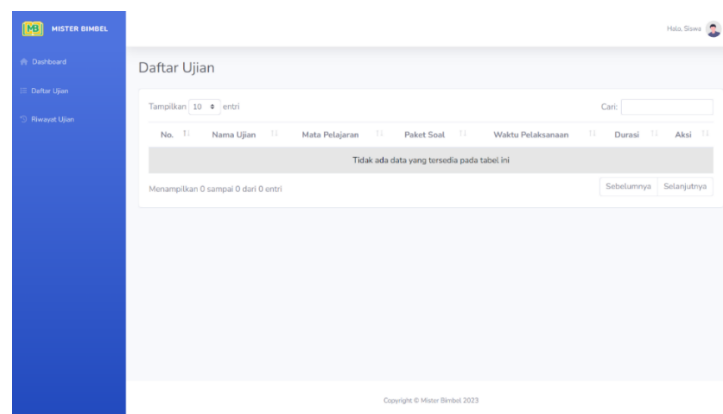 MB MISTER BIMBEL
Halo, Siswa
Dashboard
Daftar Ujian
Riwayat Ujian
Daftar Ujian
Tampilkan 10 entri
Cari:
No. Nama Ujian Mata Pelajaran Paket Soal Waktu Pelaksanaan Durasi Aksi
Tidak ada data yang tersedia pada tabel ini
Menampilkan 0 sampai 0 dari 0 entri
Sebelumnya Selanjutnya
Copyright © Mister Bimbel 2023